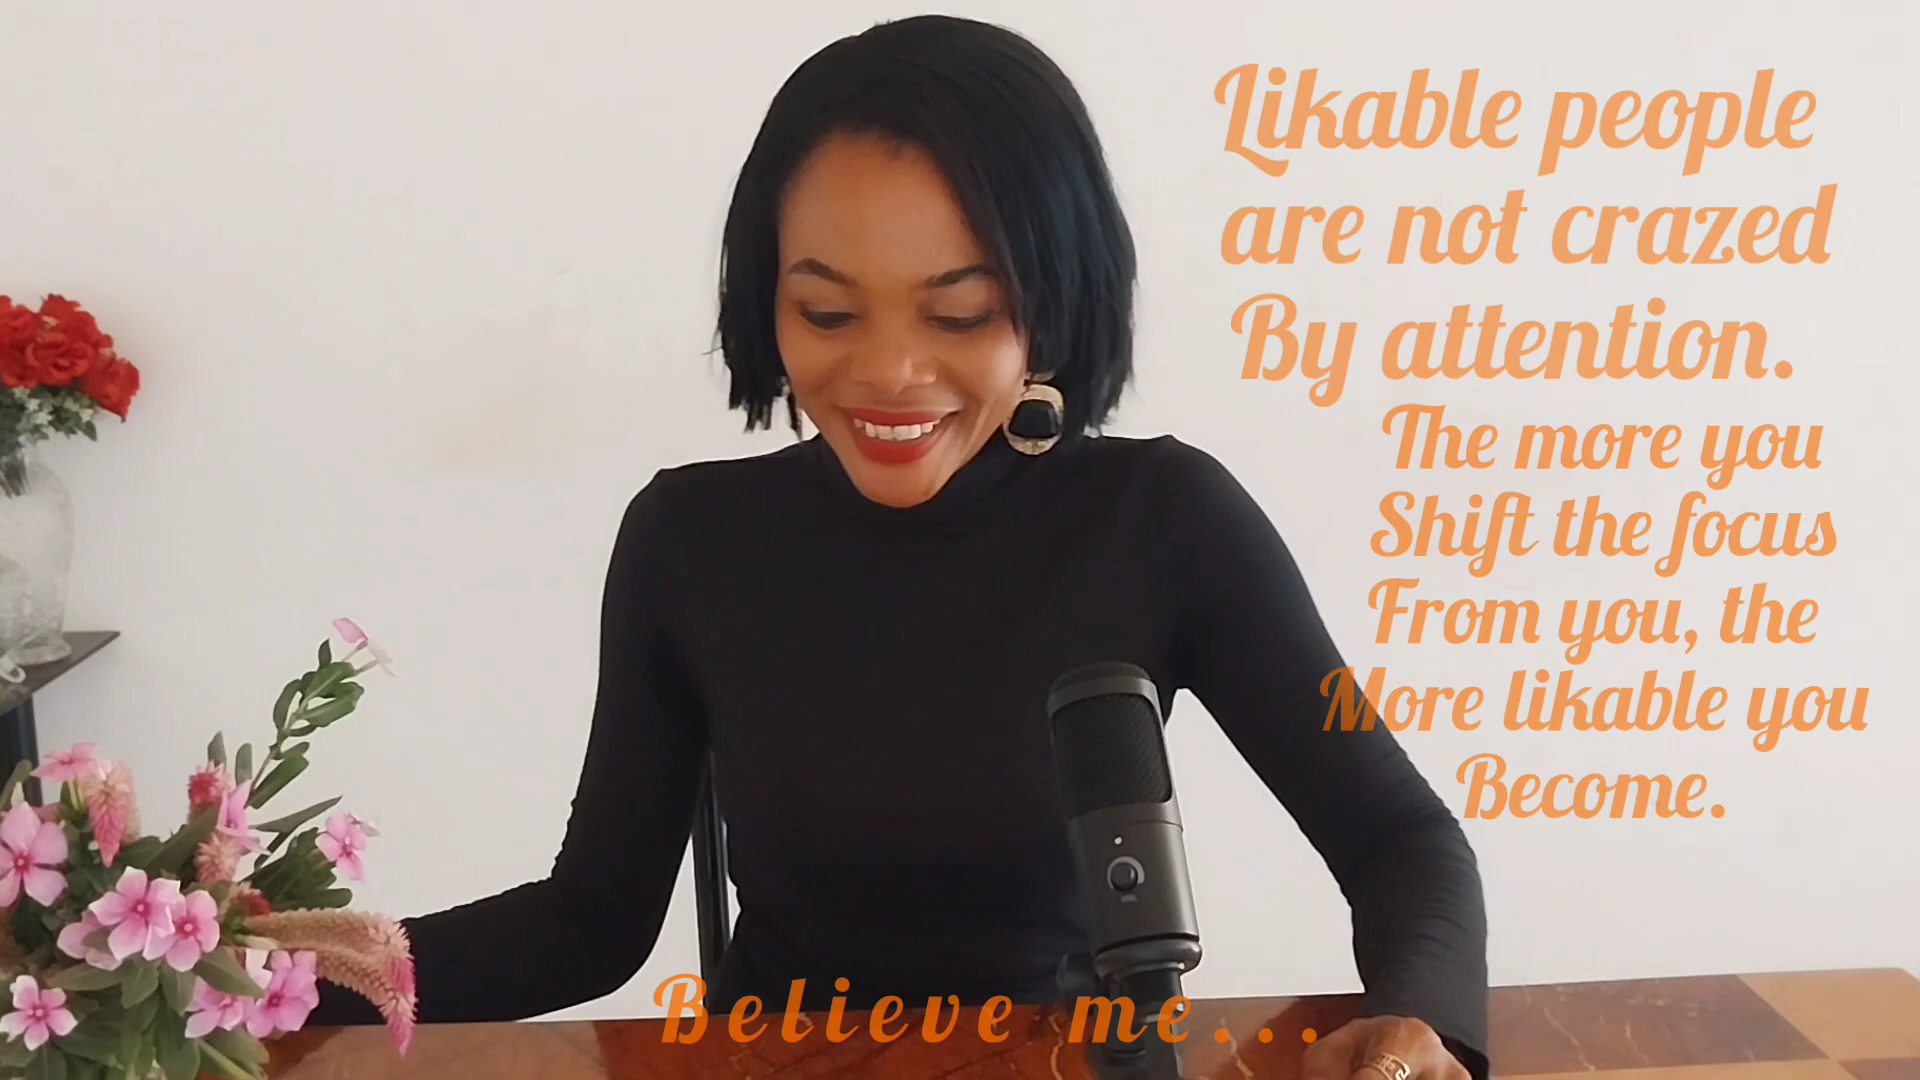 Likable people
are not crazed
By attention.
The more you
Shift the focus
From you, the
More likable you
Become.
Believe me...